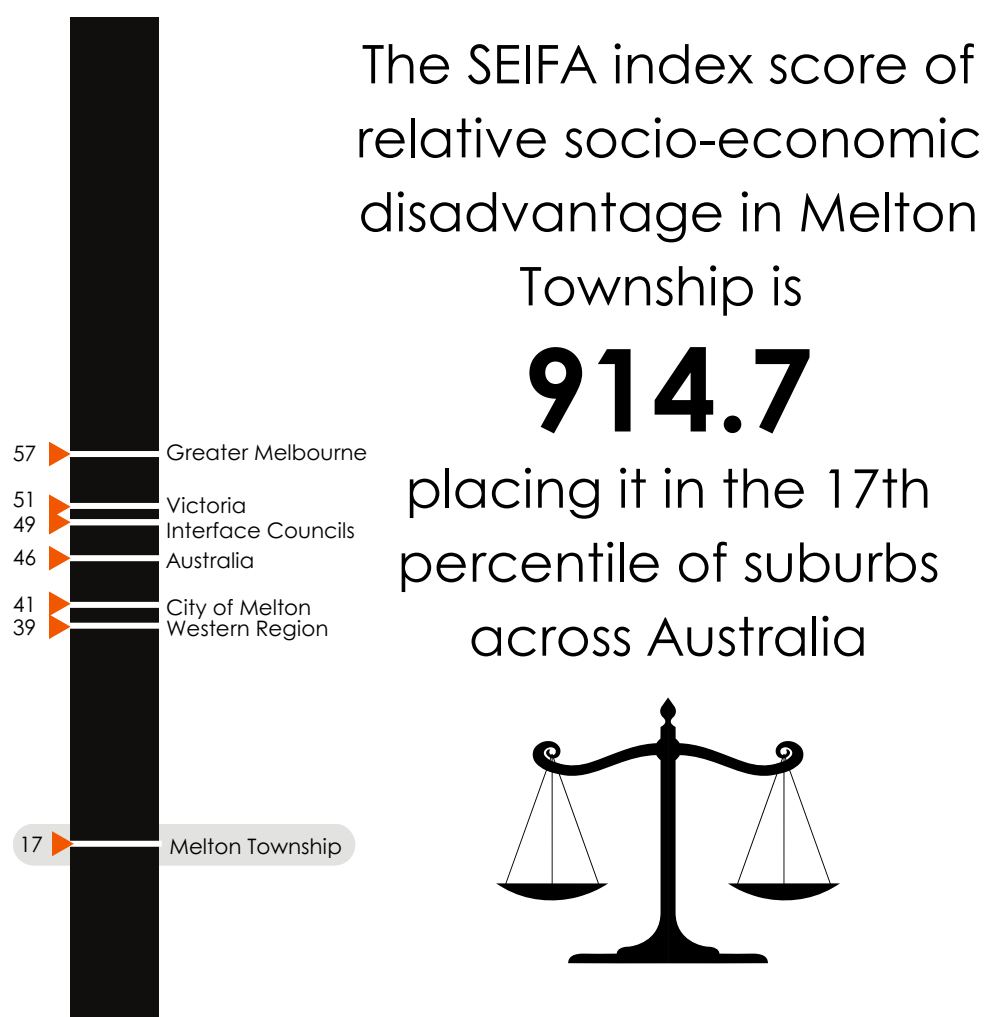 The SEIFA index score of
relative socio-economic
disadvantage in Melton
Township is
914.7
placing it in the 17th
percentile of suburbs
across Australia
57 Greater Melbourne
51 Victoria
49 Interface Councils
46 Australia
41 City of Melton
39 Western Region
17 Melton Township